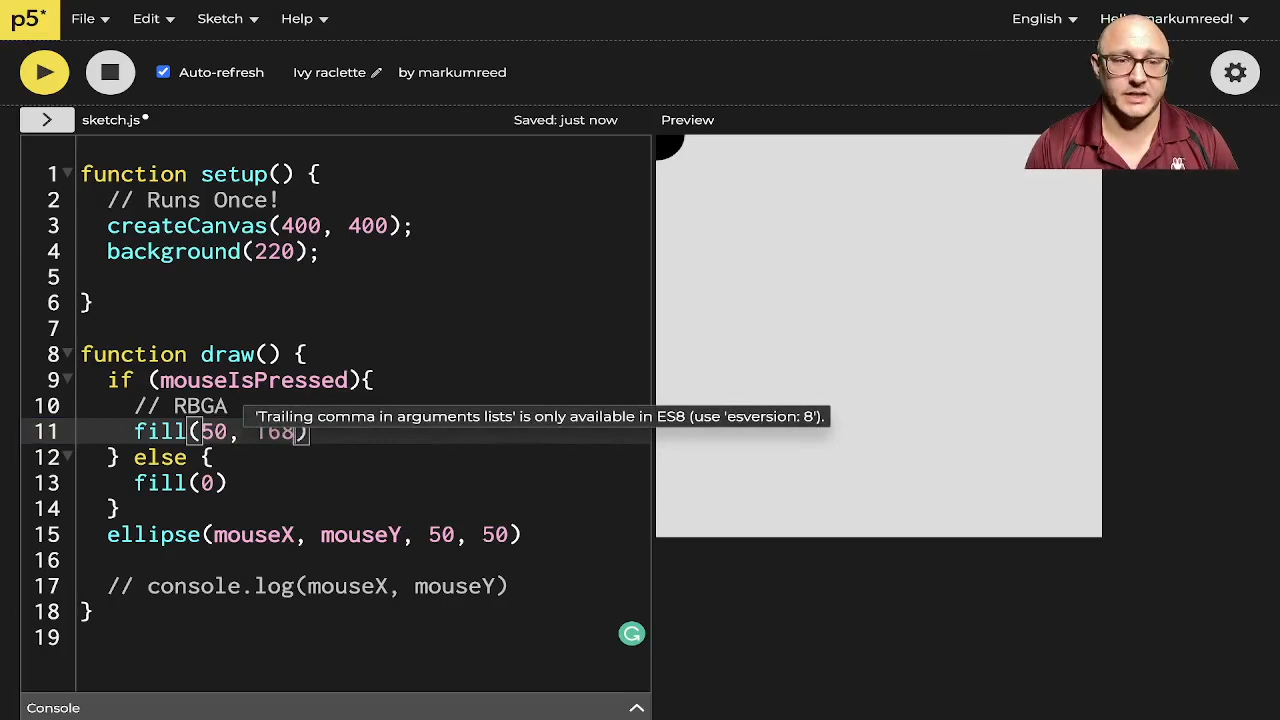 p5* File Edit Sketch Help English markumreed!
Auto-refresh Ivy raclette by markumreed
> sketch.js Saved: just now Preview
1 function setup() {
2 // Runs Once!
3 createCanvas(400, 400);
4 background(220);
5
6 }
7
8 function draw() {
9 if (mouseIsPressed){
10 // RBGA
'Trailing comma in arguments lists' is only available in ES8 (use 'esversion: 8').
11 fill(50, 168)
12 } else {
13 fill(0)
14 }
15 ellipse(mouseX, mouseY, 50, 50)
16
17 // console.log(mouseX, mouseY)
18 }
19
Console